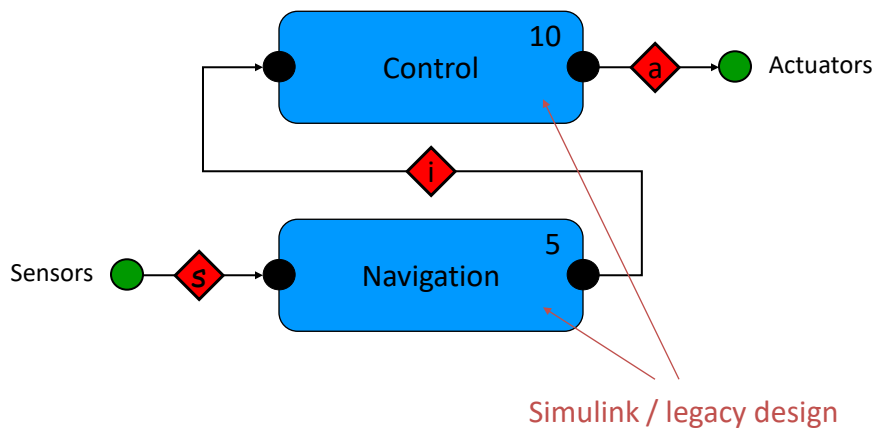 10
Control
a
Actuators
i
5
Sensors
s
Navigation
Simulink / legacy design